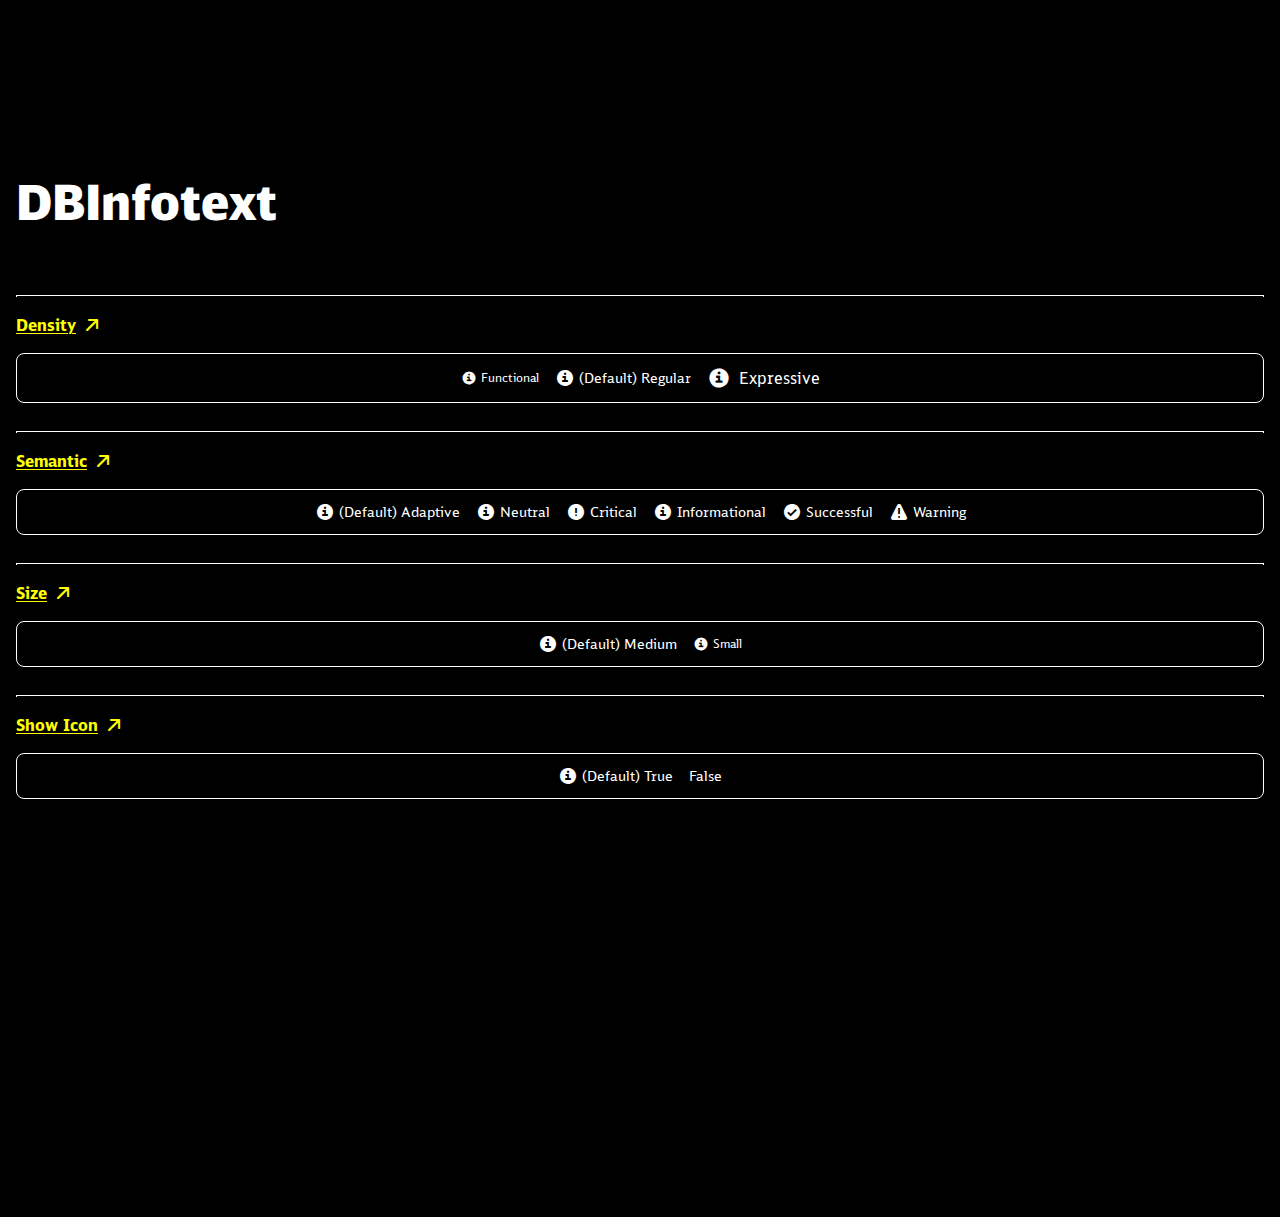 DBInfotext
Density
Functional (Default) Regular Expressive
Semantic
(Default) Adaptive Neutral Critical Informational Successful Warning
Size
(Default) Medium Small
Show Icon
(Default) True False